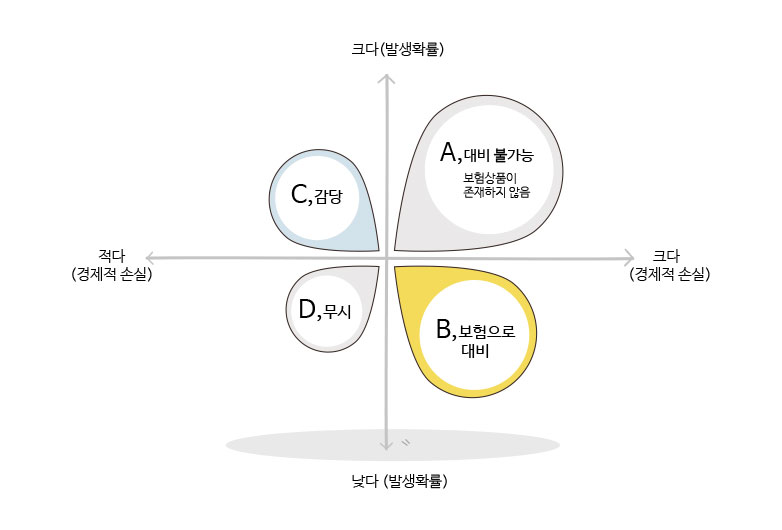 크다(발생확률)
A,대비 불가능
보험상품이
존재하지 않음
C,감당
적다
(경제적 손실)
크다
(경제적 손실)
D,무시
B,보험으로
대비
낮다 (발생확률)